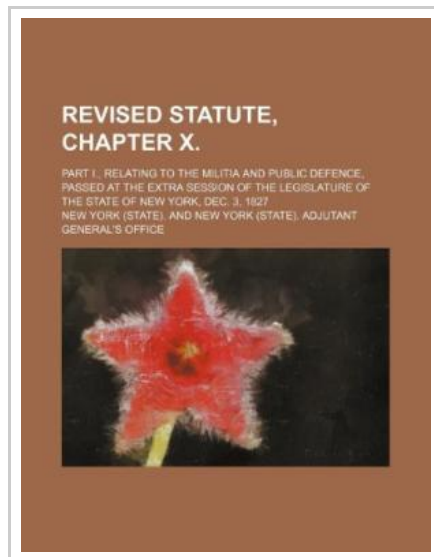 REVISED STATUTE,
CHAPTER X.
PART I., RELATING TO THE MILITIA AND PUBLIC DEFENCE,
PASSED AT THE EXTRA SESSION OF THE LEGISLATURE OF
THE STATE OF NEW YORK, DEC. 3, 1827
NEW YORK (STATE). AND NEW YORK (STATE). ADJUTANT
GENERAL'S OFFICE